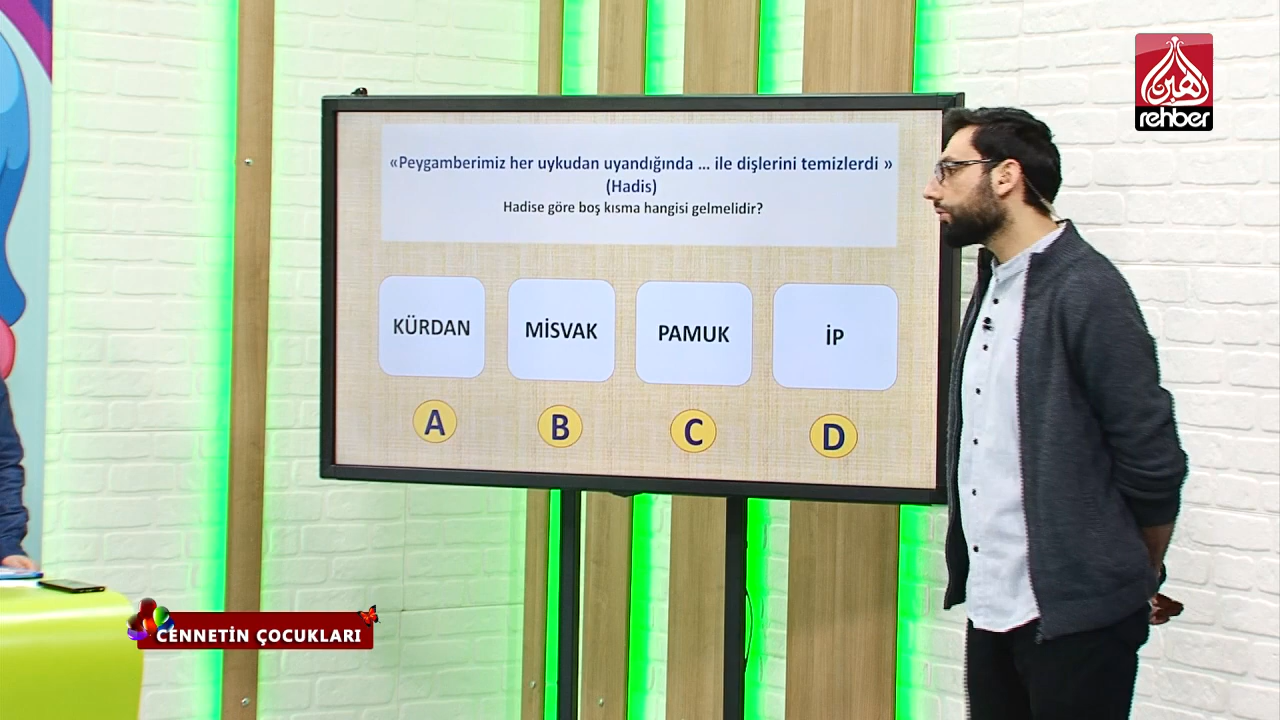 رهبر
rehber
«Peygamberimiz her uykudan uyandığında ... ile dişlerini temizlerdi »
(Hadis)
Hadise göre boş kısma hangisi gelmelidir?
KÜRDAN
MİSVAK
PAMUK
İP
A
B
C
D
CENNETİN ÇOCUKLARI